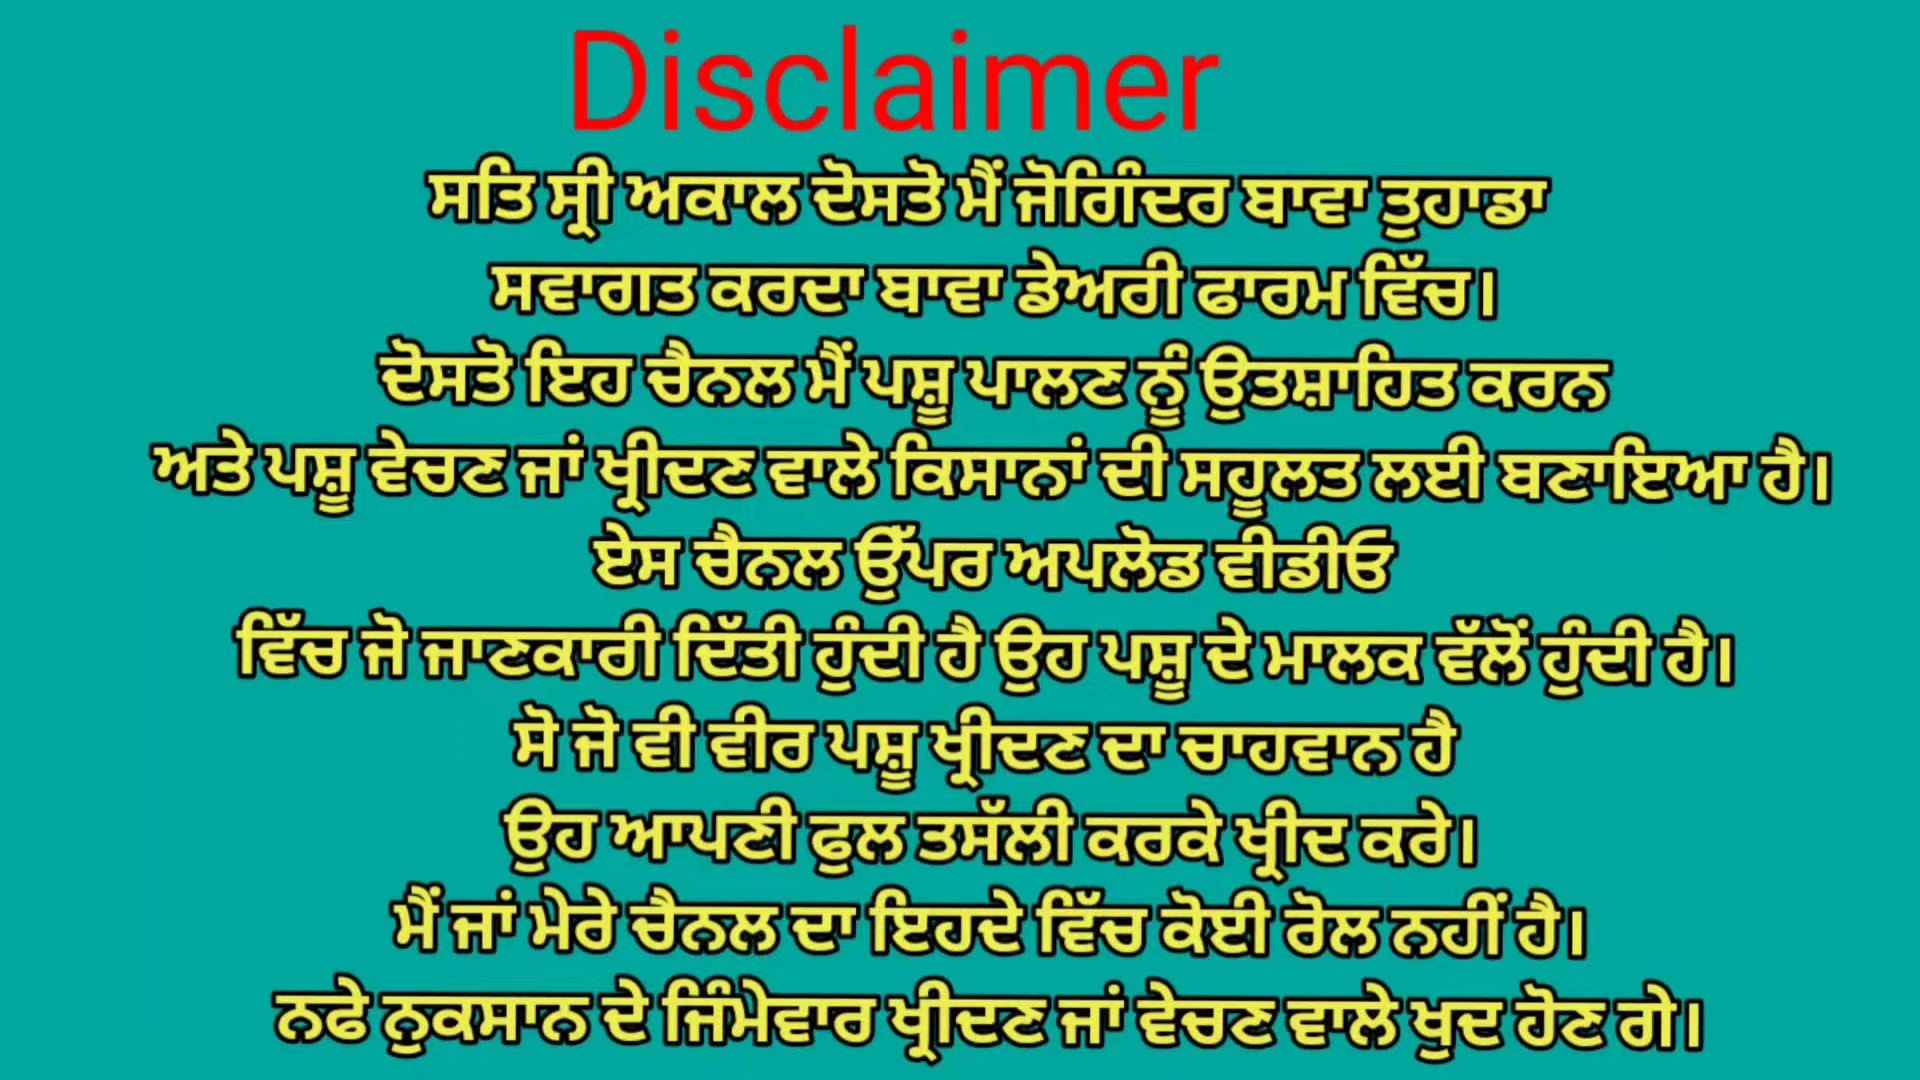 Disclaimer
ਸਤਿ ਸ੍ਰੀ ਅਕਾਲ ਦੋਸਤੋ ਮੈਂ ਜੋਗਿੰਦਰ ਬਾਵਾ ਤੁਹਾਡਾ
ਸਵਾਗਤ ਕਰਦਾ ਬਾਵਾ ਡੇਅਰੀ ਫਾਰਮ ਵਿੱਚ।
ਦੋਸਤੋ ਇਹ ਚੈਨਲ ਮੈਂ ਪਸ਼ੂ ਪਾਲਣ ਨੂੰ ਉਤਸ਼ਾਹਿਤ ਕਰਨ
ਅਤੇ ਪਸ਼ੂ ਵੇਚਣ ਜਾਂ ਖ੍ਰੀਦਣ ਵਾਲੇ ਕਿਸਾਨਾਂ ਦੀ ਸਹੂਲਤ ਲਈ ਬਣਾਇਆ ਹੈ।
ਏਸ ਚੈਨਲ ਉੱਪਰ ਅਪਲੋਡ ਵੀਡੀਓ
ਵਿੱਚ ਜੋ ਜਾਣਕਾਰੀ ਦਿੱਤੀ ਹੁੰਦੀ ਹੈ ਉਹ ਪਸ਼ੂ ਦੇ ਮਾਲਕ ਵੱਲੋਂ ਹੁੰਦੀ ਹੈ।
ਸੋ ਜੋ ਵੀ ਵੀਰ ਪਸ਼ੂ ਖ੍ਰੀਦਣ ਦਾ ਚਾਹਵਾਨ ਹੈ
ਉਹ ਆਪਣੀ ਫੁਲ ਤਸੱਲੀ ਕਰਕੇ ਖ੍ਰੀਦ ਕਰੇ।
ਮੈਂ ਜਾਂ ਮੇਰੇ ਚੈਨਲ ਦਾ ਇਹਦੇ ਵਿੱਚ ਕੋਈ ਰੋਲ ਨਹੀਂ ਹੈ।
ਨਫੇ ਨੁਕਸਾਨ ਦੇ ਜਿੰਮੇਵਾਰ ਖ੍ਰੀਦਣ ਜਾਂ ਵੇਚਣ ਵਾਲੇ ਖੁਦ ਹੋਣ ਗੇ।